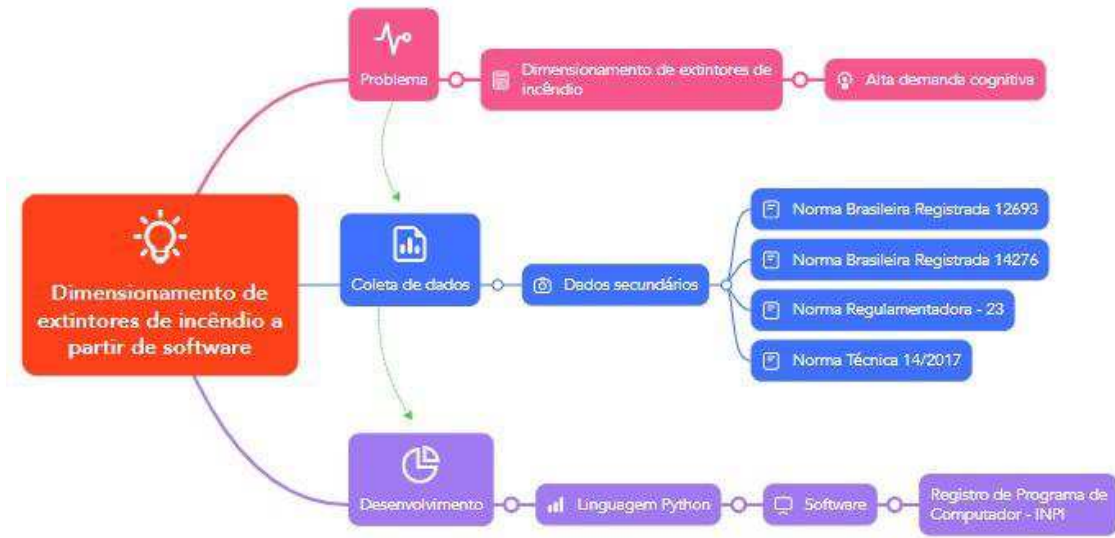 Problema
Dimensionamento de extintores de
incêndio
Alta demanda cognitiva
Dimensionamento de
extintores de incêndio a
partir de software
Coleta de dados
Dados secundários
Norma Brasileira Registrada 12693
Norma Brasileira Registrada 14276
Norma Regulamentadora - 23
Norma Técnica 14/2017
Desenvolvimento
Linguagem Python
Software
Registro de Programa de
Computador - INPI